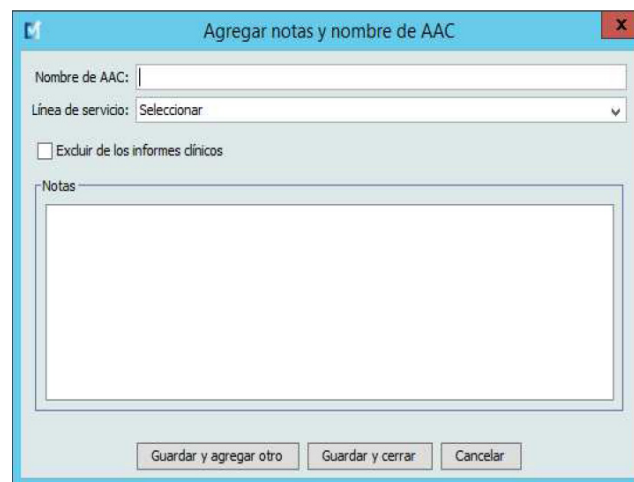 Agregar notas y nombre de AAC
x
Nombre de AAC:
Línea de servicio: Seleccionar
Excluir de los informes clínicos
Notas
Guardar y agregar otro Guardar y cerrar Cancelar